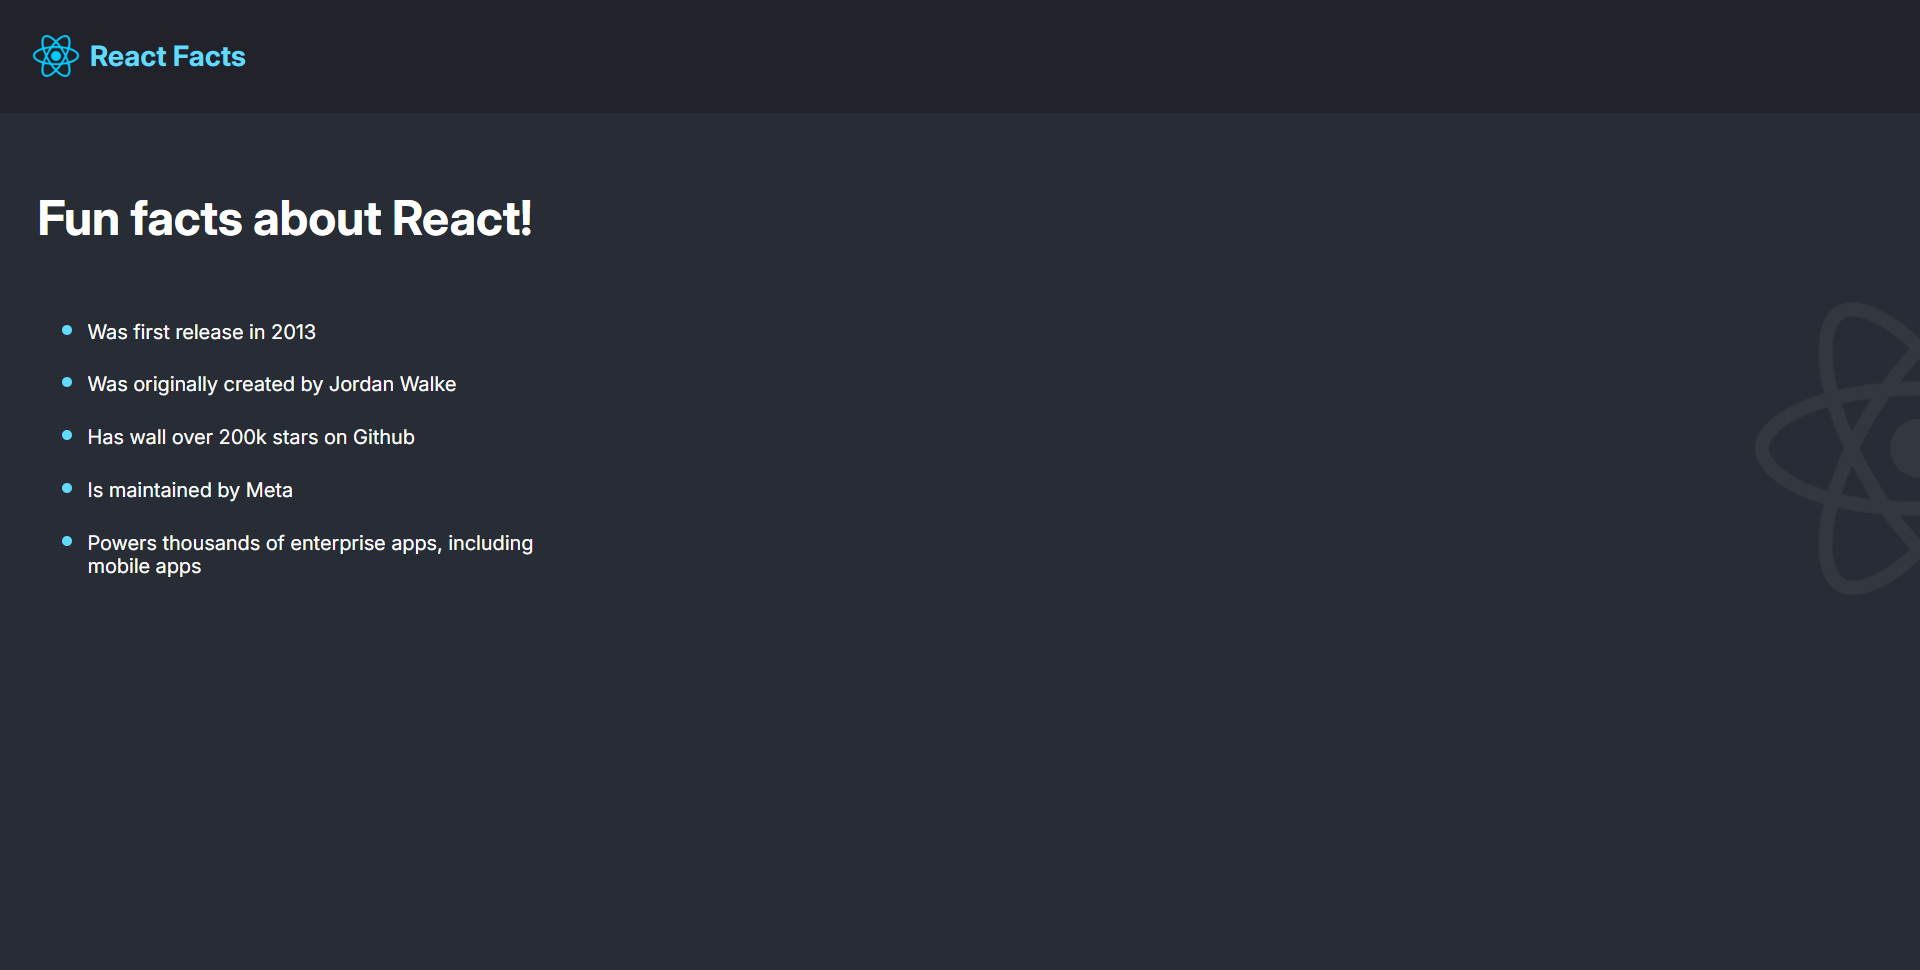 React Facts
Fun facts about React!
Was first release in 2013
Was originally created by Jordan Walke
Has wall over 200k stars on Github
Is maintained by Meta
Powers thousands of enterprise apps, including
mobile apps